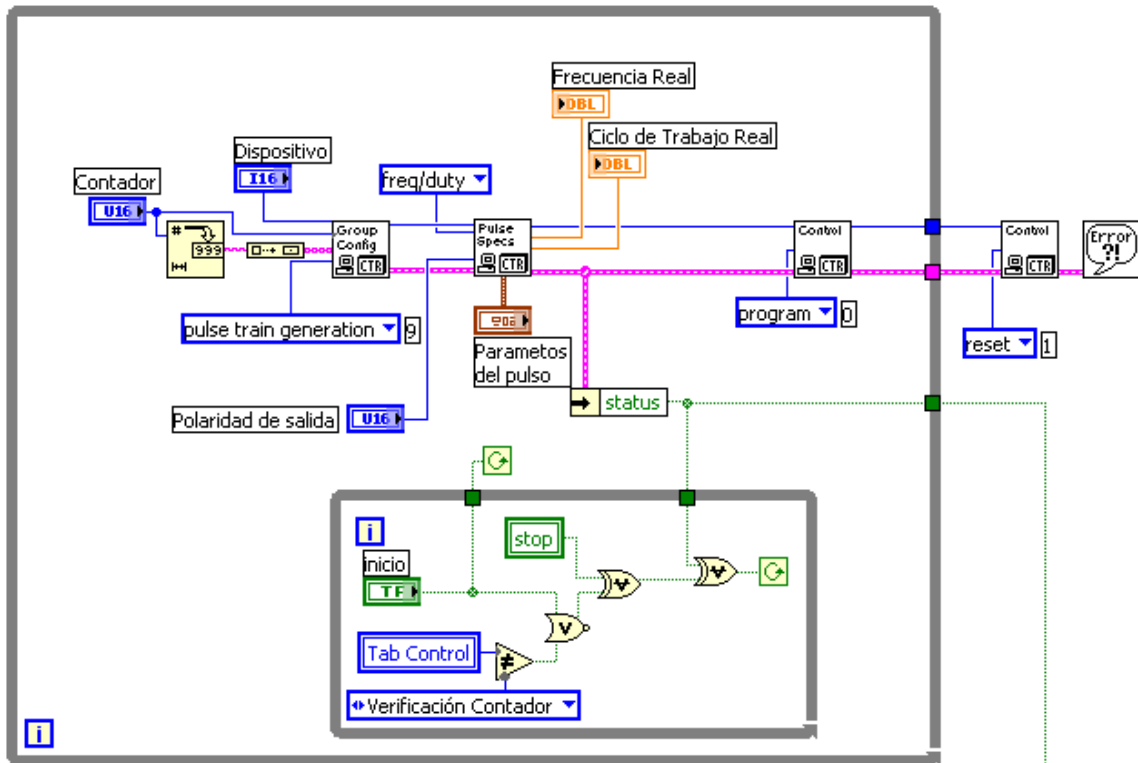 Frecuencia Real
DBL
Ciclo de Trabajo Real
DBL
Dispositivo
I16
Contador
U16
freq/duty
# 999
Group
Config
CTR
Pulse
Specs
CTR
Control
CTR
Control
CTR
Error
?!
pulse train generation
9
program
0
reset
1
Parametos
del pulso
status
Polaridad de salida
U16
i
stop
inicio
TF
V
V
V
Tab Control
≠
Verificación Contador
i